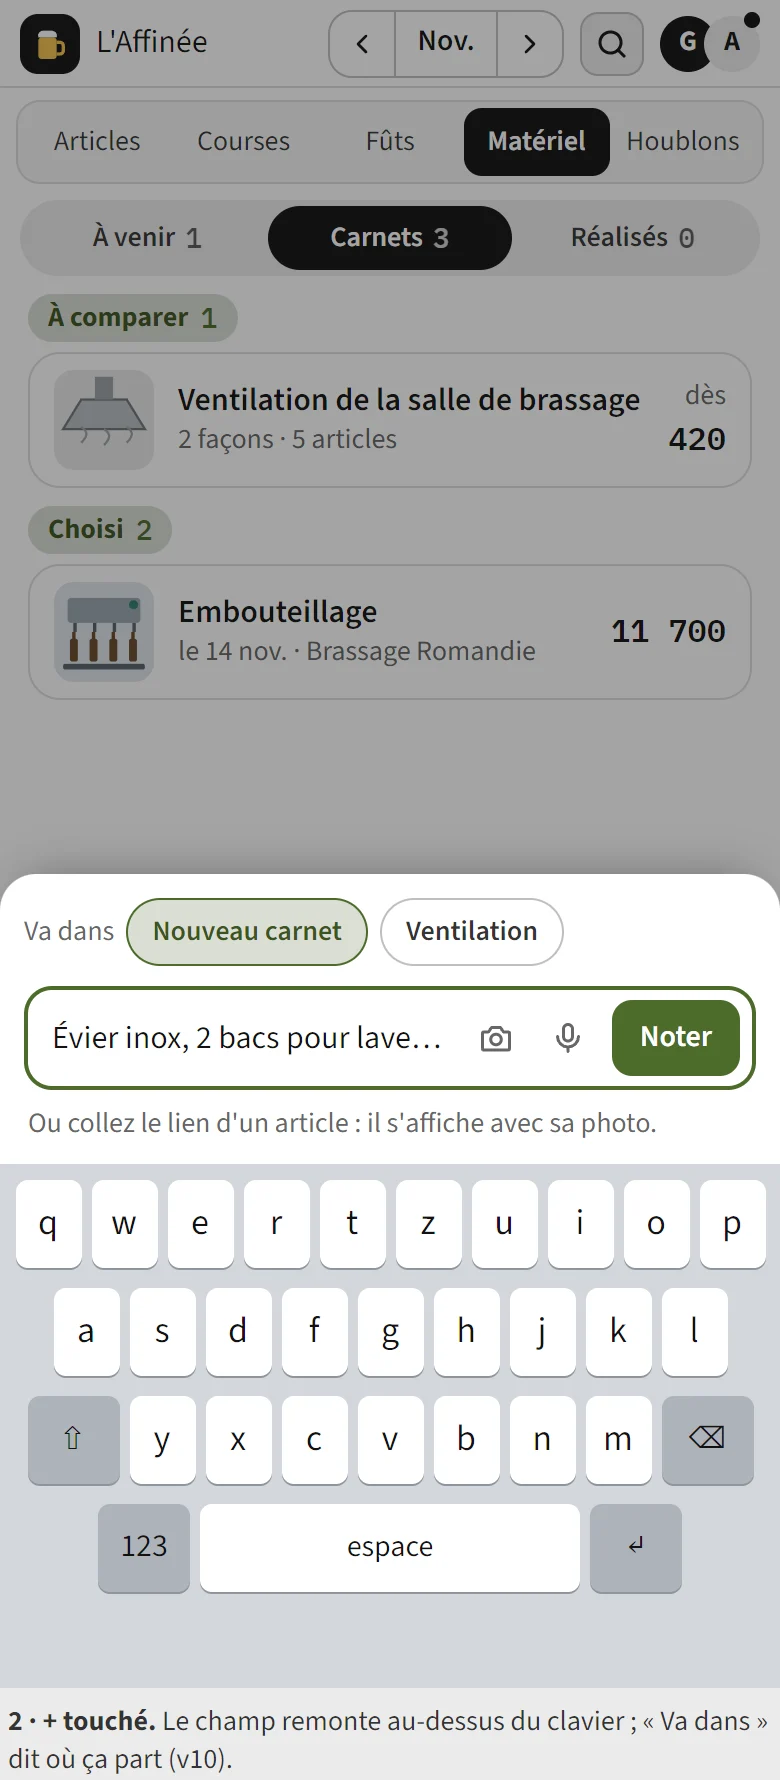 L'Affinée
Nov.
G
A
Articles
Courses
Fûts
Matériel
Houblons
À venir 1
Carnets 3
Réalisés 0
À comparer 1
Ventilation de la salle de brassage
2 façons · 5 articles
dès
420
Choisi 2
Embouteillage
le 14 nov. · Brassage Romandie
11 700
Va dans
Nouveau carnet
Ventilation
Évier inox, 2 bacs pour lave…
Noter
Ou collez le lien d'un article : il s'affiche avec sa photo.
q w e r t z u i o p
a s d f g h j k l
⇧ y x c v b n m ⌫
123 espace ↵
2 · + touché. Le champ remonte au-dessus du clavier ; « Va dans »
dit où ça part (v10).